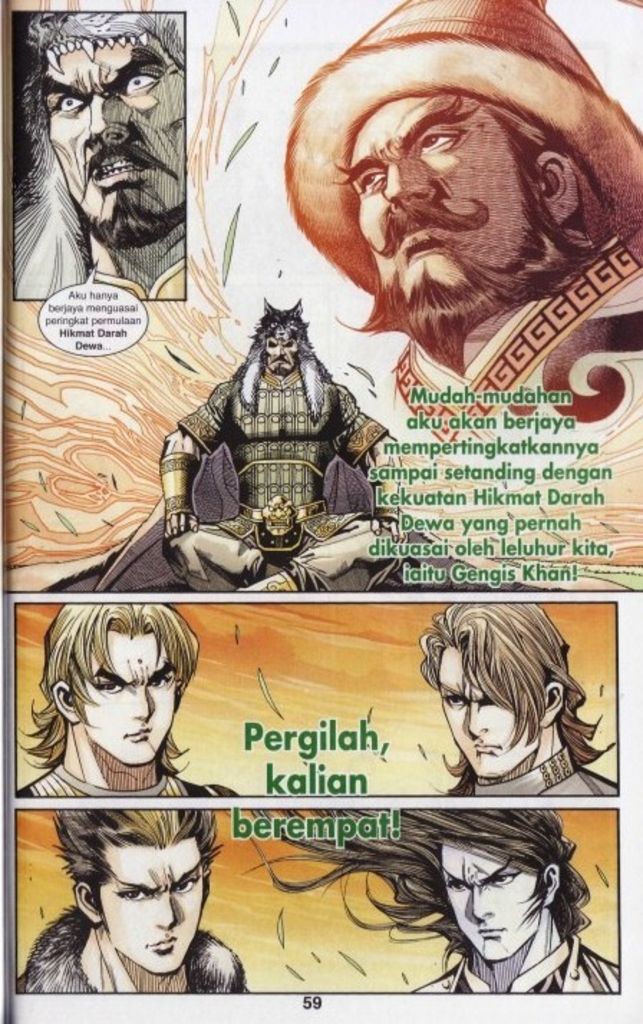 Aku hanya
berjaya menguasai
peringkat permulaan
Hikmat Darah
Dewa...
Mudah-mudahan
aku akan berjaya
mempertingkatkannya
sampai setanding dengan
kekuatan Hikmat Darah
Dewa yang pernah
dikuasai oleh leluhur kita,
iaitu Gengis Khan!
Pergilah,
kalian
berempat!
59